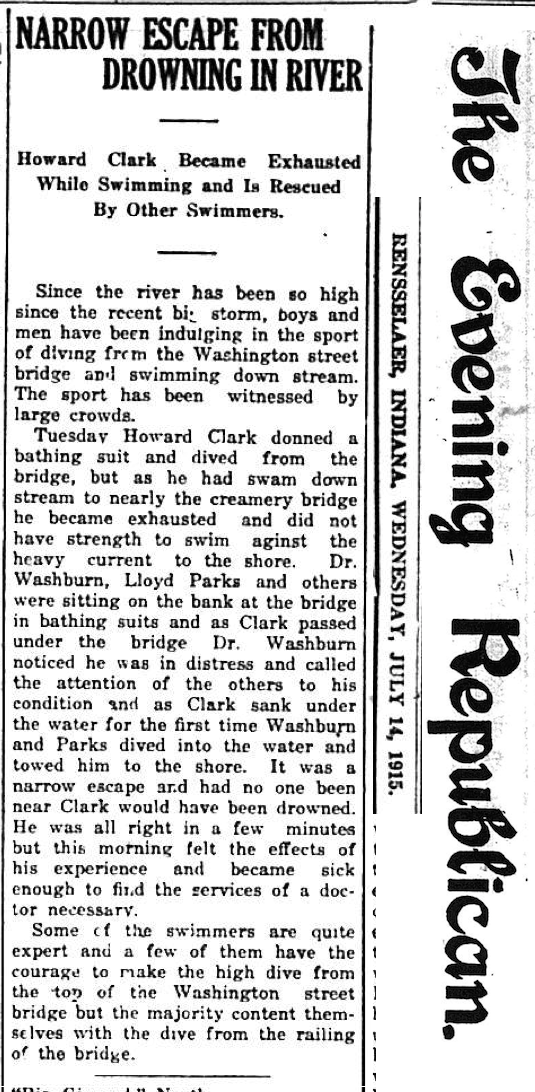 NARROW ESCAPE FROM
DROWNING IN RIVER
Howard Clark Became Exhausted
While Swimming and Is Rescued
By Other Swimmers.
Since the river has been so high
since the recent big storm, boys and
men have been indulging in the sport
of diving from the Washington street
bridge and swimming down stream.
The sport has been witnessed by
large crowds.
Tuesday Howard Clark donned a
bathing suit and dived from the
bridge, but as he had swam down
stream to nearly the creamery bridge
he became exhausted and did not
have strength to swim aginst the
heavy current to the shore. Dr.
Washburn, Lloyd Parks and others
were sitting on the bank at the bridge
in bathing suits and as Clark passed
under the bridge Dr. Washburn
noticed he was in distress and called
the attention of the others to his
condition and as Clark sank under
the water for the first time Washburn
and Parks dived into the water and
towed him to the shore. It was a
narrow escape and had no one been
near Clark would have been drowned.
He was all right in a few minutes
but this morning felt the effects of
his experience and became sick
enough to find the services of a doc-
tor necessary.
Some of the swimmers are quite
expert and a few of them have the
courage to make the high dive from
the top of the Washington street
bridge but the majority content them-
selves with the dive from the railing
of the bridge.
RENSSELAER, INDIANA, WEDNESDAY, JULY 14, 1915.
The Evening Republican.